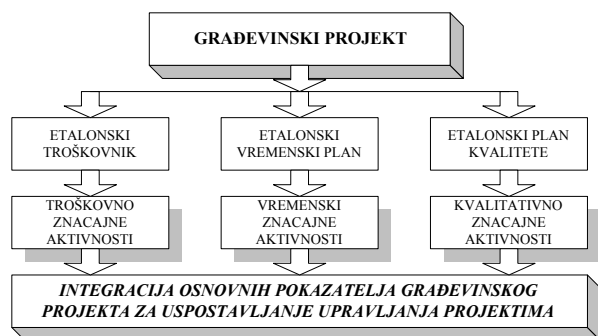 GRAĐEVINSKI PROJEKT
ETALONSKI
TROŠKOVNIK
ETALONSKI
VREMENSKI PLAN
ETALONSKI PLAN
KVALITETE
TROŠKOVNO
ZNACAJNE
AKTIVNOSTI
VREMENSKI
ZNACAJNE
AKTIVNOSTI
KVALITATIVNO
ZNACAJNE
AKTIVNOSTI
INTEGRACIJA OSNOVNIH POKAZATELJA GRAĐEVINSKOG
PROJEKTA ZA USPOSTAVLJANJE UPRAVLJANJA PROJEKTIMA